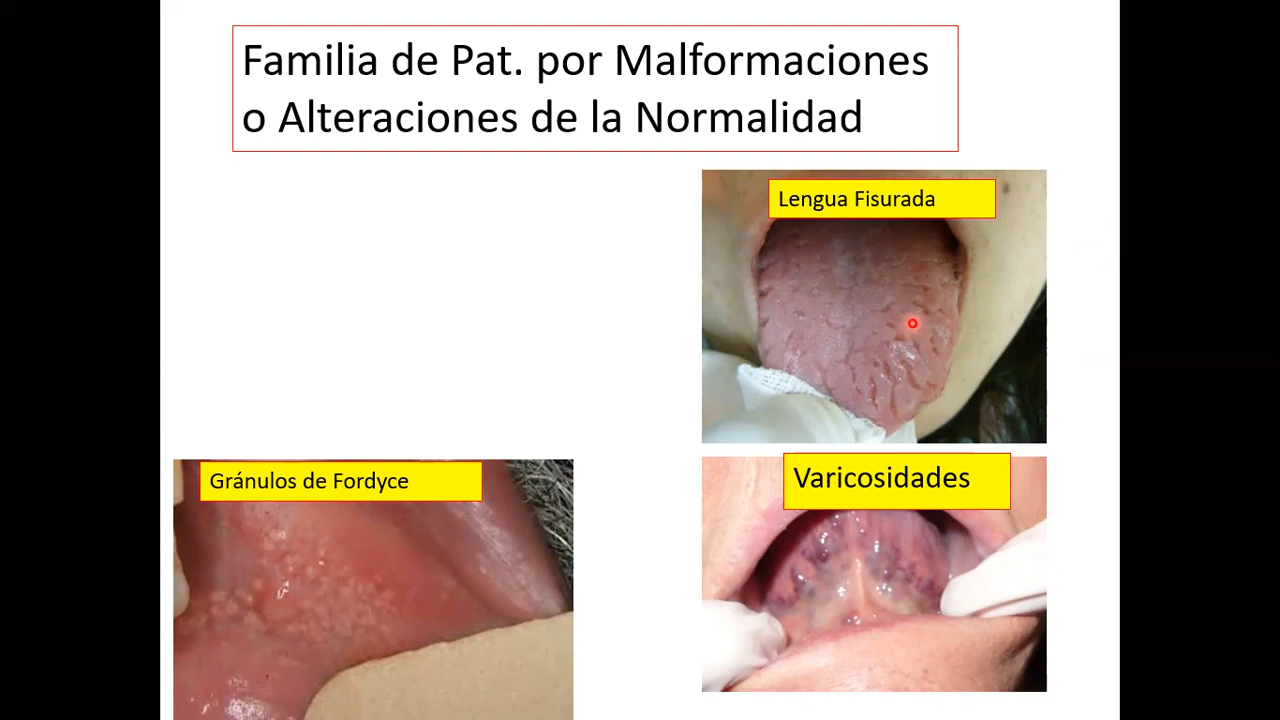 Familia de Pat. por Malformaciones
o Alteraciones de la Normalidad
Lengua Fisurada
Gránulos de Fordyce
Varicosidades